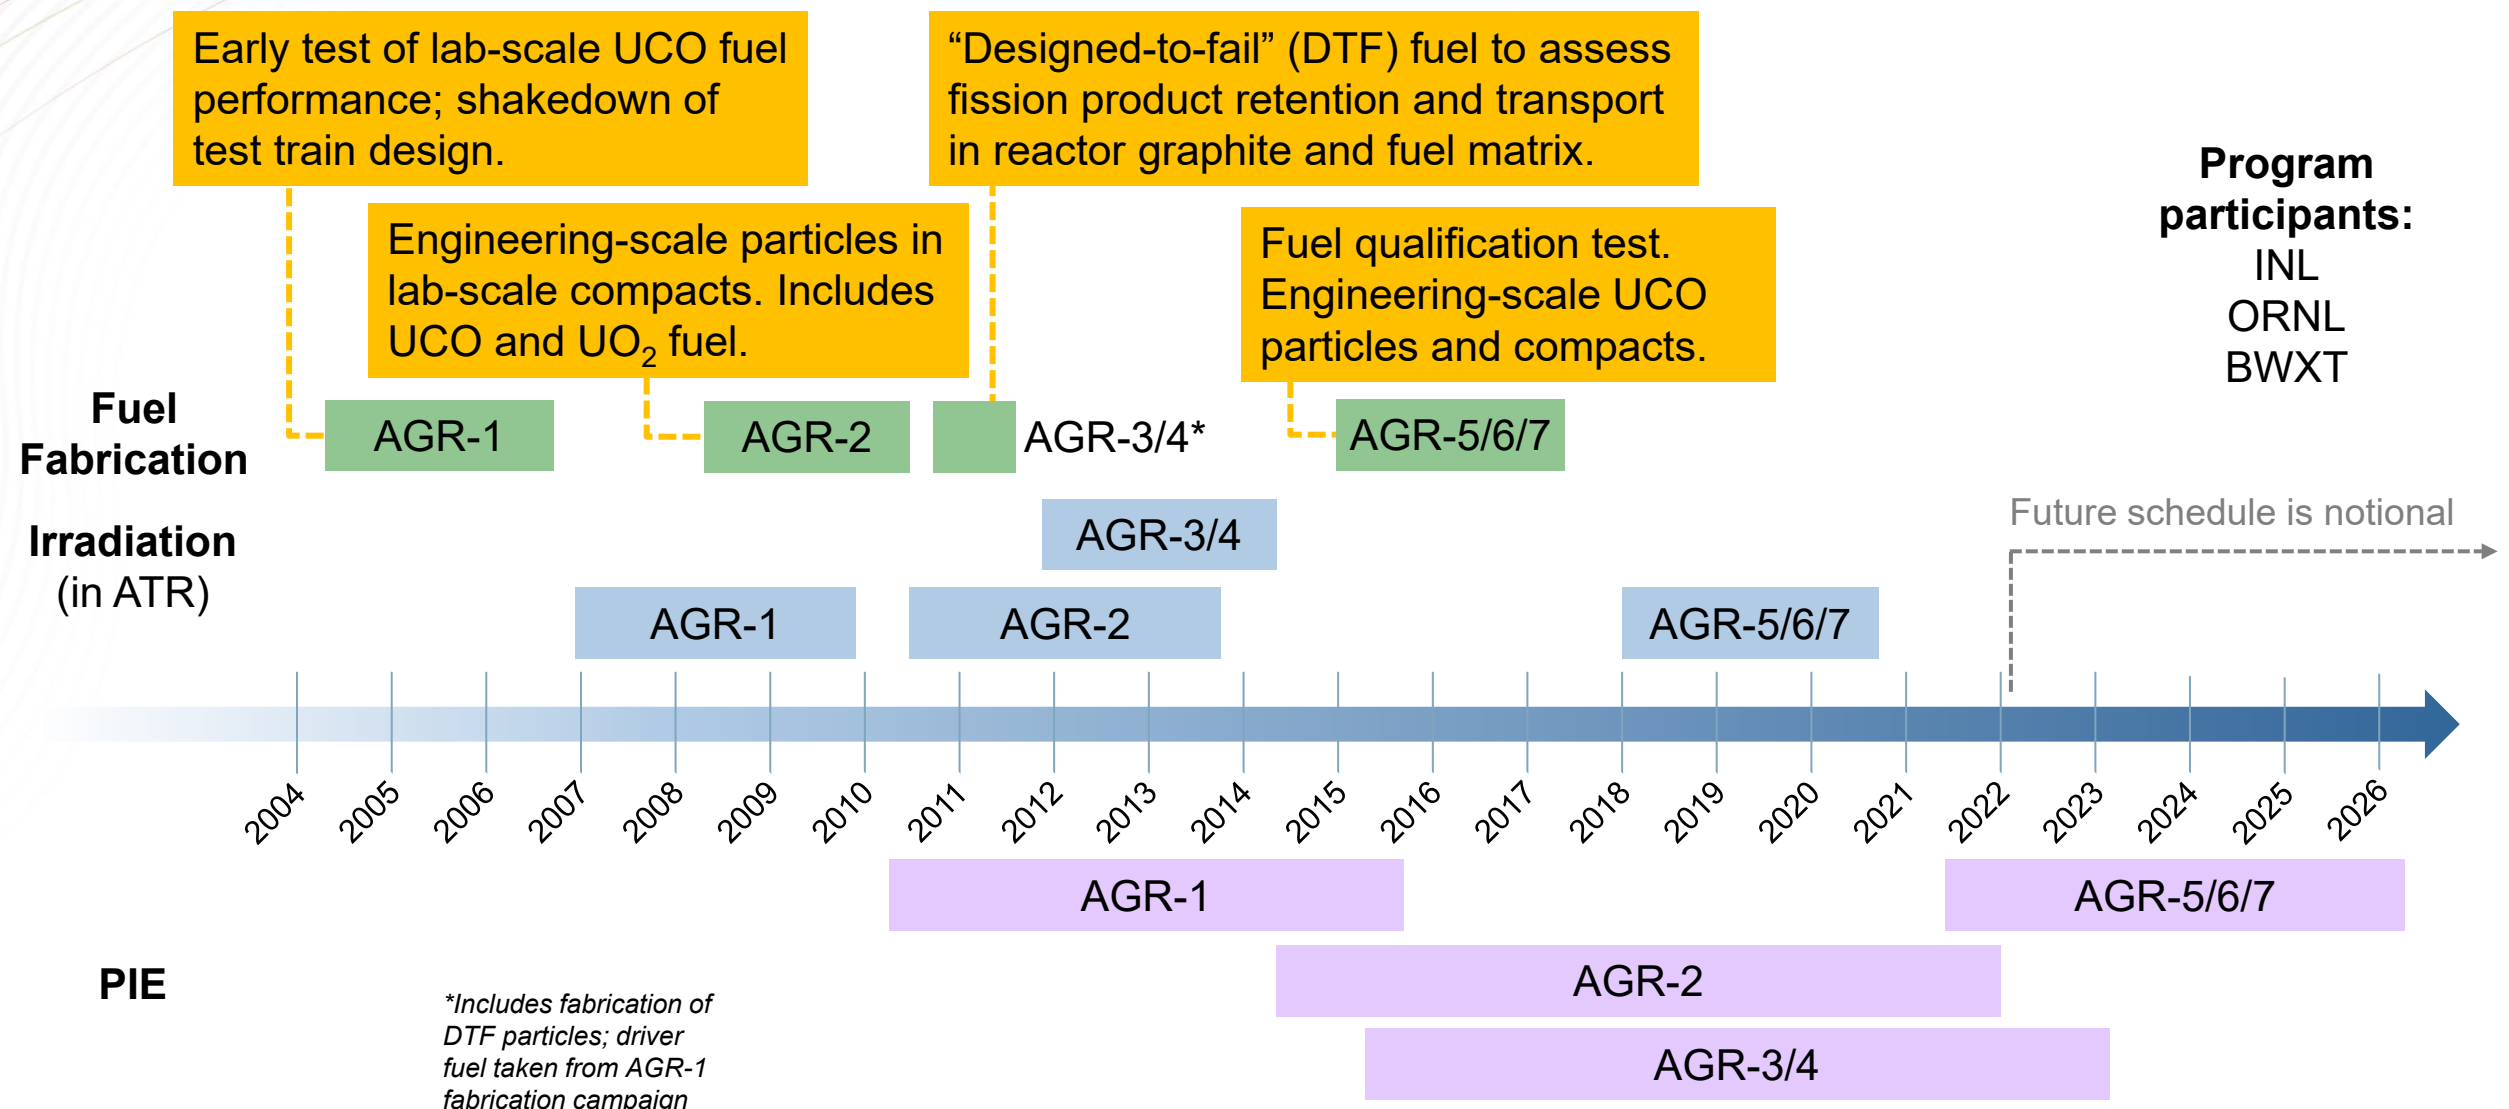 Early test of lab-scale UCO fuel
performance; shakedown of
test train design.
“Designed-to-fail” (DTF) fuel to assess
fission product retention and transport
in reactor graphite and fuel matrix.
Engineering-scale particles in
lab-scale compacts. Includes
UCO and UO₂ fuel.
Fuel qualification test.
Engineering-scale UCO
particles and compacts.
Program
participants:
INL
ORNL
BWXT
Fuel
Fabrication
AGR-1
AGR-2
AGR-3/4*
AGR-5/6/7
Irradiation
(in ATR)
AGR-3/4
AGR-1
AGR-2
AGR-5/6/7
Future schedule is notional
2004
2005
2006
2007
2008
2009
2010
2011
2012
2013
2014
2015
2016
2017
2018
2019
2020
2021
2022
2023
2024
2025
2026
PIE
AGR-1
AGR-5/6/7
AGR-2
AGR-3/4
*Includes fabrication of
DTF particles; driver
fuel taken from AGR-1
fabrication campaign